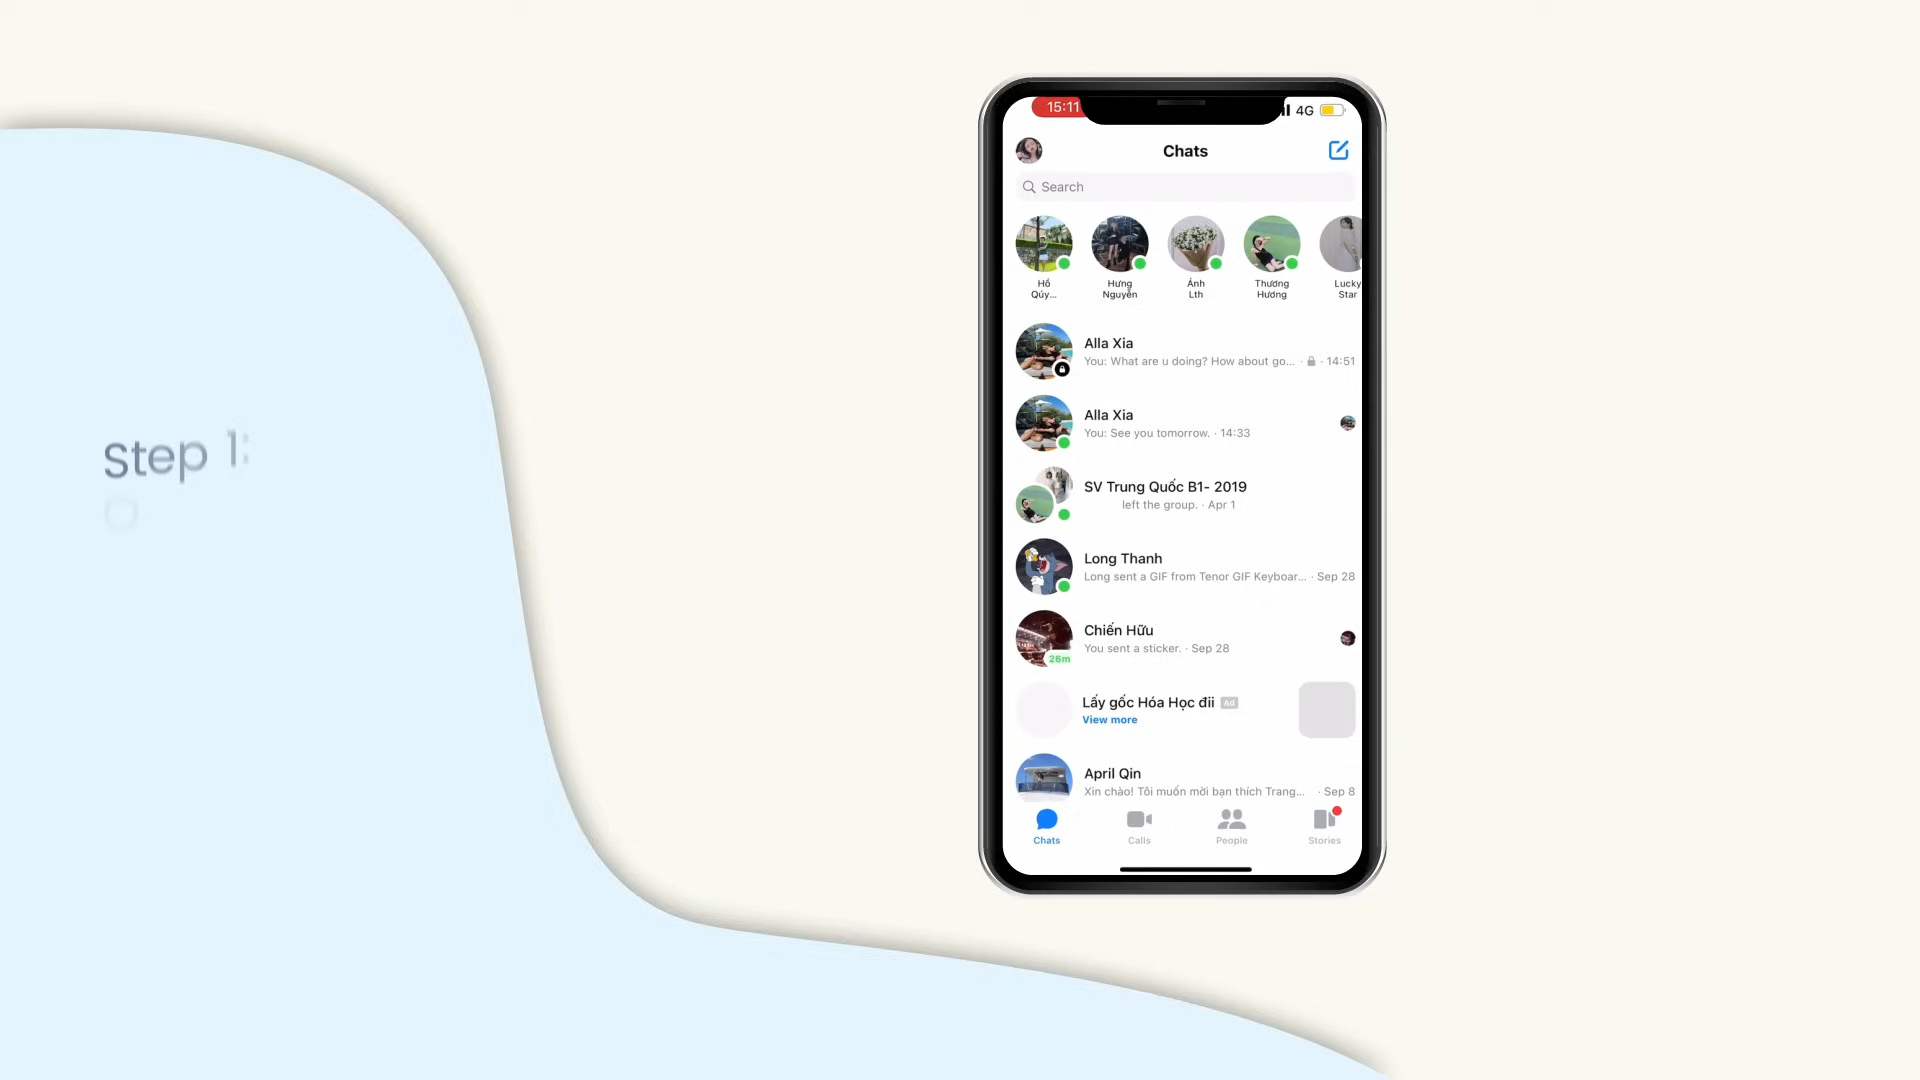 Step 1:
15:11
4G
Chats
Search
Hồ
Qúy...
Hưng
Nguyễn
Ánh
Lth
Thương
Hương
Lucky
Star
Alla Xia
You: What are u doing? How about go... · 14:51
Alla Xia
You: See you tomorrow. · 14:33
SV Trung Quốc B1- 2019
left the group. · Apr 1
Long Thanh
Long sent a GIF from Tenor GIF Keyboar... · Sep 28
Chiến Hữu
26m
You sent a sticker. · Sep 28
Lấy gốc Hóa Học đii Ad
View more
April Qin
Xin chào! Tôi muốn mời bạn thích Trang... · Sep 8
Chats
Calls
People
Stories